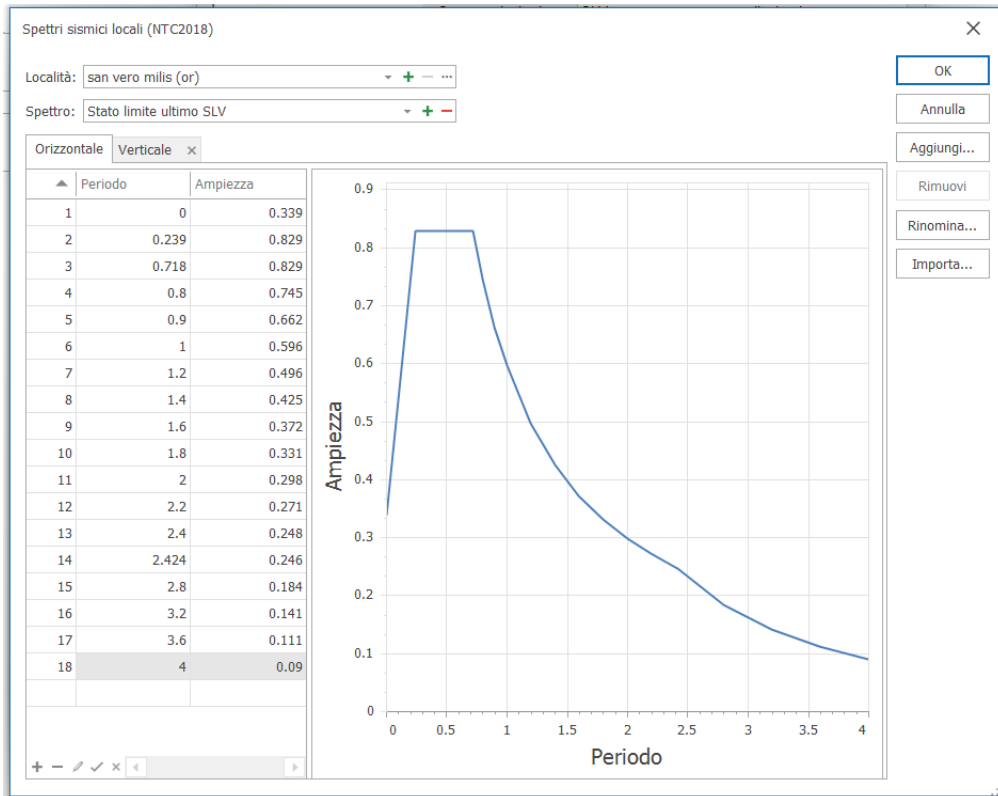 Spettri sismici locali (NTC2018)
Località: san vero milis (or)
Spettro: Stato limite ultimo SLV
OK
Annulla
Aggiungi...
Rimuovi
Rinomina...
Importa...
Orizzontale Verticale
Periodo Ampiezza
1 0 0.339
2 0.239 0.829
3 0.718 0.829
4 0.8 0.745
5 0.9 0.662
6 1 0.596
7 1.2 0.496
8 1.4 0.425
9 1.6 0.372
10 1.8 0.331
11 2 0.298
12 2.2 0.271
13 2.4 0.248
14 2.424 0.246
15 2.8 0.184
16 3.2 0.141
17 3.6 0.111
18 4 0.09
Ampiezza
0.9
0.8
0.7
0.6
0.5
0.4
0.3
0.2
0.1
0
0 0.5 1 1.5 2 2.5 3 3.5 4
Periodo